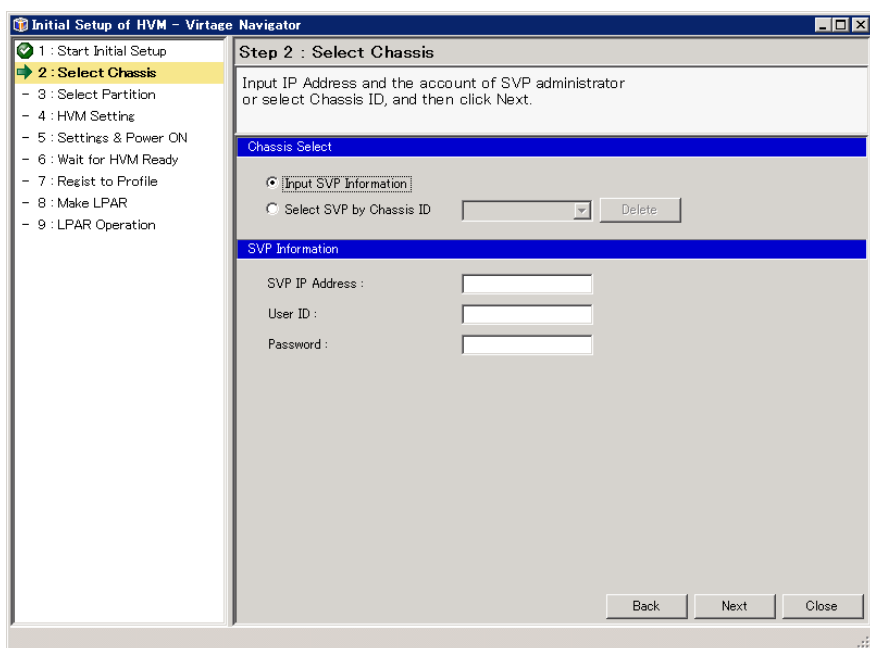 Initial Setup of HVM - Virtage Navigator
1 : Start Initial Setup
2 : Select Chassis
- 3 : Select Partition
- 4 : HVM Setting
- 5 : Settings & Power ON
- 6 : Wait for HVM Ready
- 7 : Regist to Profile
- 8 : Make LPAR
- 9 : LPAR Operation
Step 2 : Select Chassis
Input IP Address and the account of SVP administrator
or select Chassis ID, and then click Next.
Chassis Select
Input SVP Information
Select SVP by Chassis ID
Delete
SVP Information
SVP IP Address :
User ID :
Password :
Back Next Close